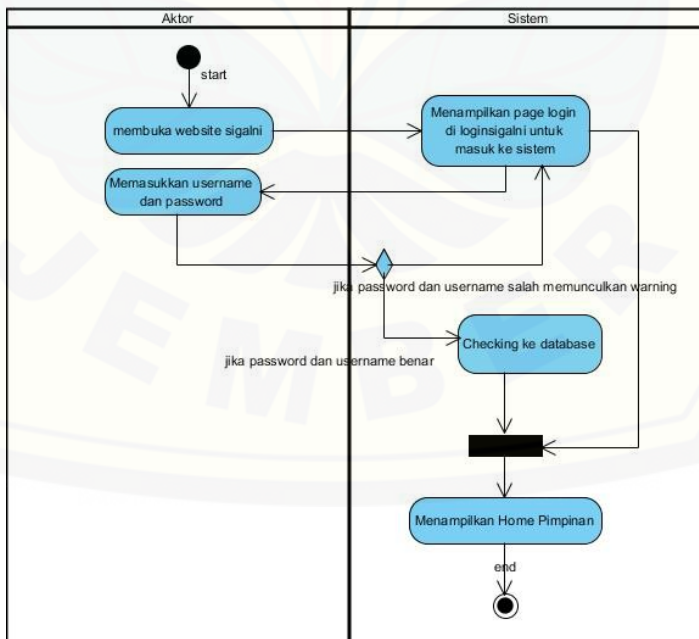 Aktor
Sistem
start
membuka website sigalni
Menampilkan page login
di loginsigalni untuk
masuk ke sistem
Memasukkan username
dan password
jika password dan username salah memunculkan warning
Checking ke database
jika password dan username benar
Menampilkan Home Pimpinan
end
JEMBER